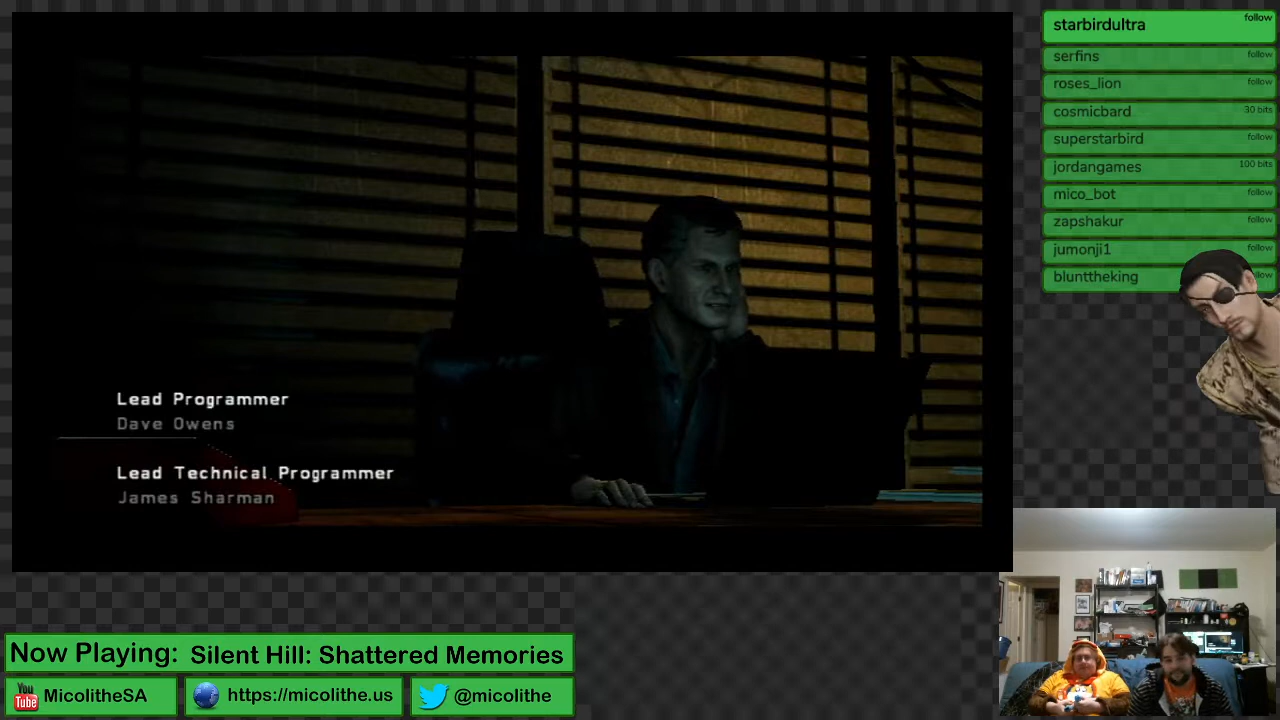 Lead Programmer
Dave Owens
Lead Technical Programmer
James Sharman
starbirdultra follow
serfins follow
roses_lion follow
cosmicbard 30 bits
superstarbird follow
jordangames 100 bits
mico_bot follow
zapshakur follow
jumonji1 follow
blunttheking
Now Playing: Silent Hill: Shattered Memories
You Tube MicolitheSA
https://micolithe.us
@micolithe